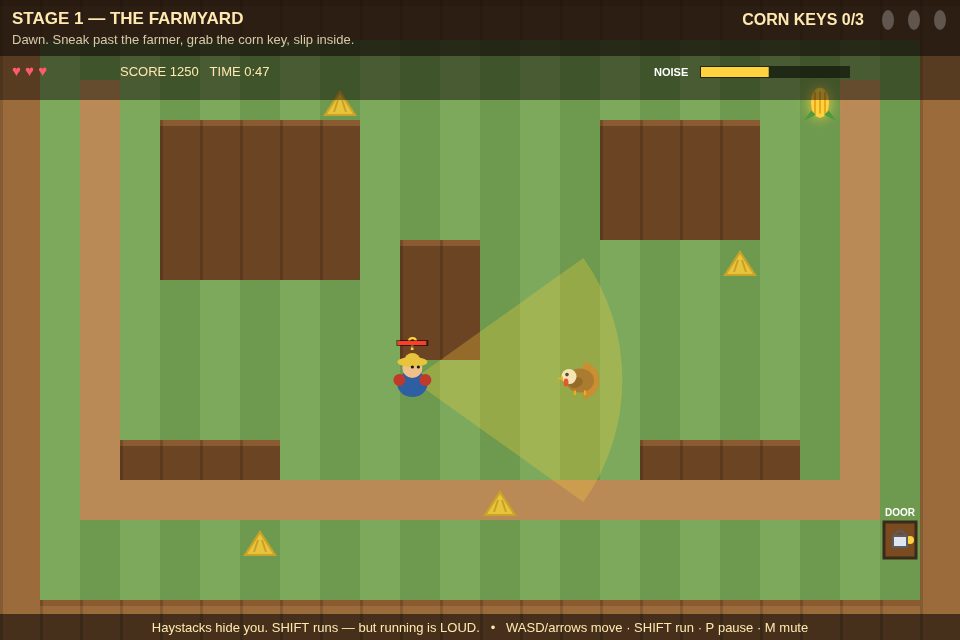 STAGE 1 — THE FARMYARD
CORN KEYS 0/3
Dawn. Sneak past the farmer, grab the corn key, slip inside.
SCORE 1250 TIME 0:47
NOISE
?
DOOR
Haystacks hide you. SHIFT runs — but running is LOUD. • WASD/arrows move · SHIFT run · P pause · M mute